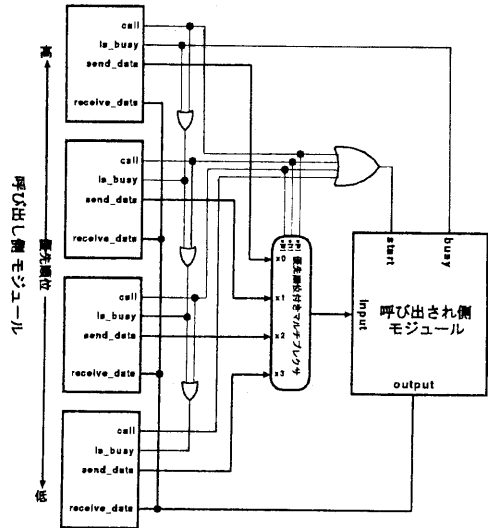 高
優先順位
低
呼び出し側 モジュール
call
is_busy
send_data
receive_data
call
is_busy
send_data
receive_data
call
is_busy
send_data
receive_data
call
is_busy
send_data
receive_data
x0
x1
x2
x3
優先順位付きマルチプレクサ
start
busy
input
呼び出され側
モジュール
output